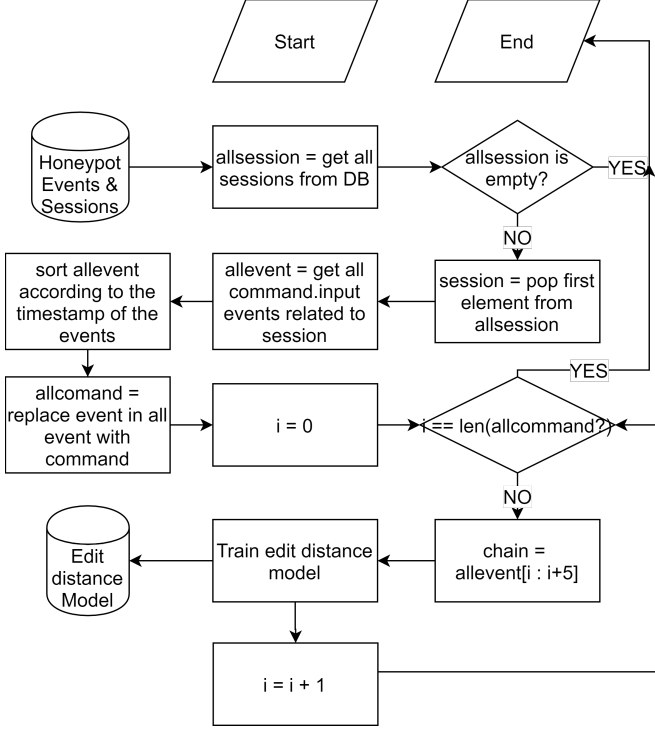 Start
End
Honeypot
Events &
Sessions
allsession = get all
sessions from DB
allsession is
empty?
YES
NO
sort allevent
according to the
timestamp of the
events
allevent = get all
command.input
events related to
session
session = pop first
element from
allsession
YES
allcomand =
replace event in all
event with
command
i = 0
i == len(allcommand?)
NO
Edit
distance
Model
Train edit distance
model
chain =
allevent[i : i+5]
i = i + 1